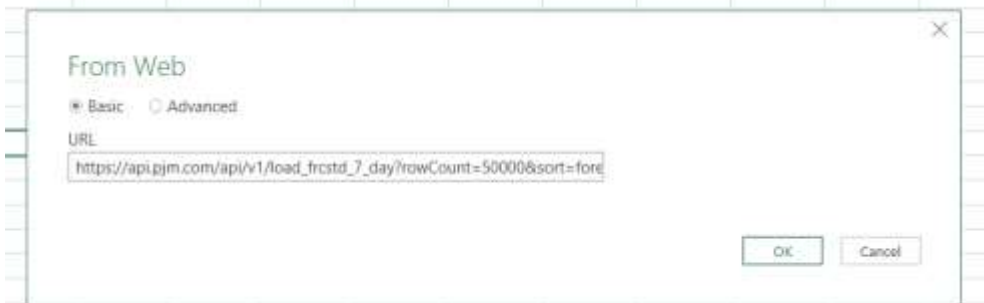 From Web
Basic Advanced
URL
https://api.pjm.com/api/v1/load_frcstd_7_day?rowCount=50000&sort=fore
OK Cancel